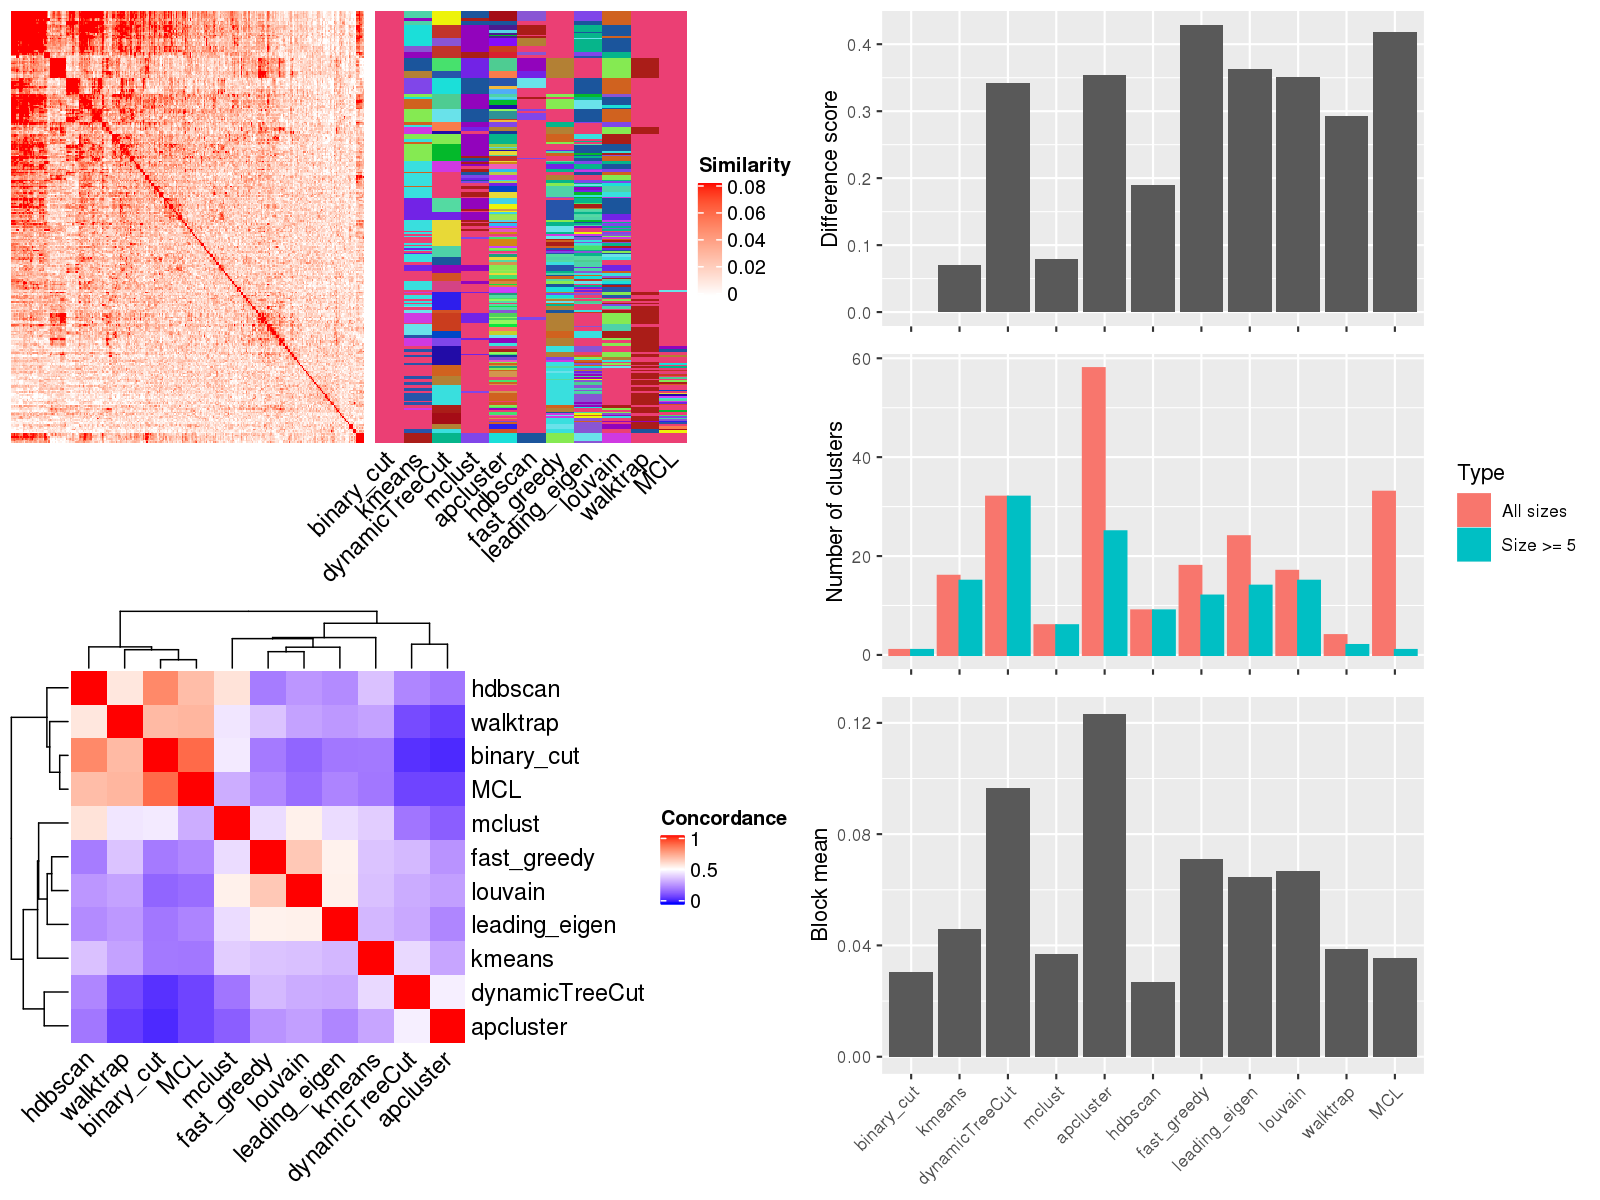 Similarity
0.08
0.06
0.04
0.02
0
binary_cut
kmeans
dynamicTreeCut
mclust
apcluster
hdbscan
fast_greedy
leading_eigen
louvain
walktrap
MCL
Concordance
1
0.5
0
hdbscan
walktrap
binary_cut
MCL
mclust
fast_greedy
louvain
leading_eigen
kmeans
dynamicTreeCut
apcluster
hdbscan
walktrap
binary_cut
MCL
mclust
fast_greedy
louvain
leading_eigen
kmeans
dynamicTreeCut
apcluster
Difference score
0.4
0.3
0.2
0.1
0.0
Number of clusters
60
40
20
0
Type
All sizes
Size >= 5
Block mean
0.12
0.08
0.04
0.00
binary_cut
kmeans
dynamicTreeCut
mclust
apcluster
hdbscan
fast_greedy
leading_eigen
louvain
walktrap
MCL